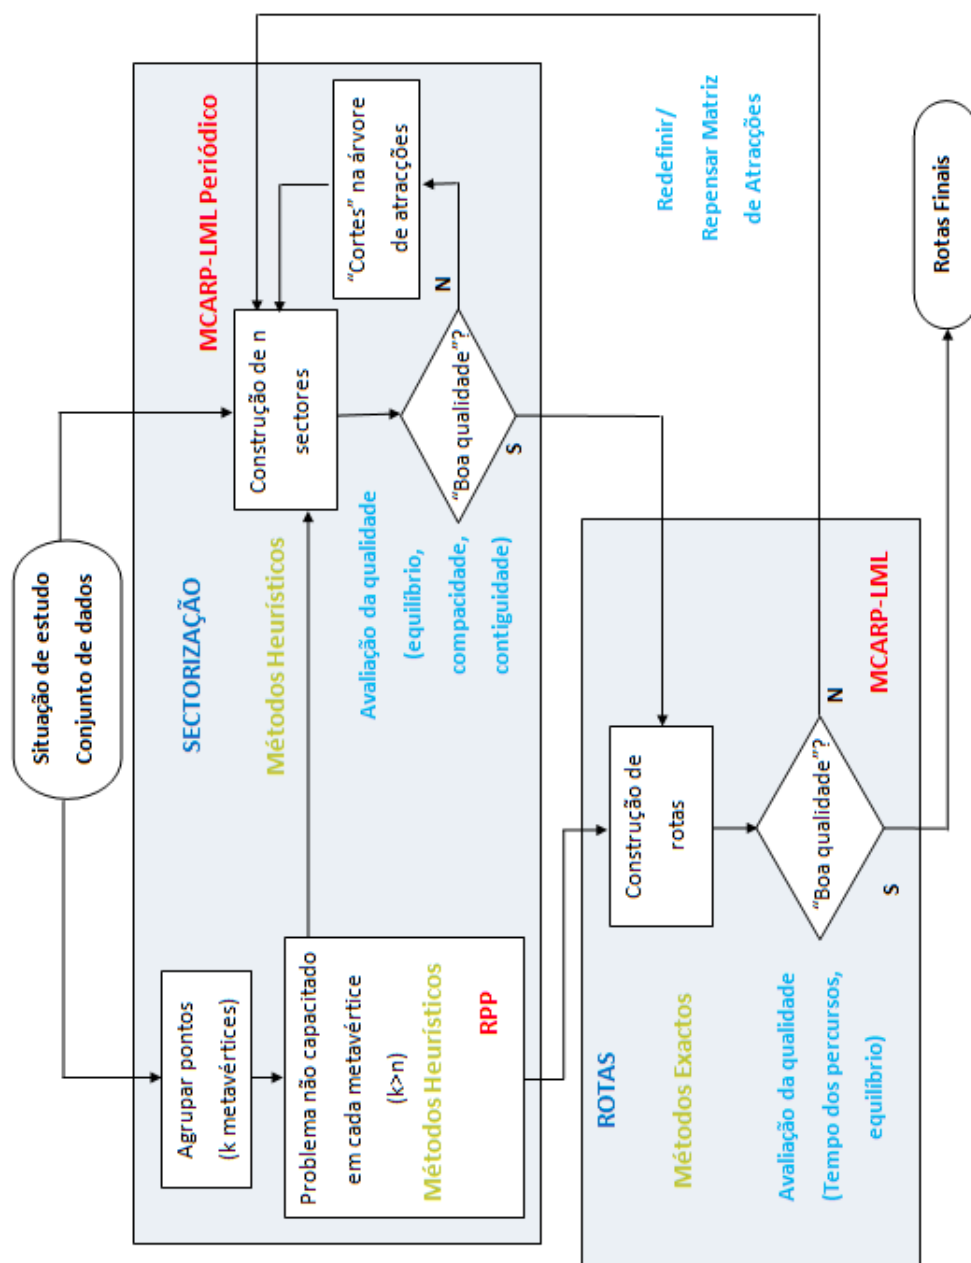 Situação de estudo
Conjunto de dados
SECTORIZAÇÃO
MCARP-LML Periódico
Agrupar pontos
(k metavértices)
Problema não capacitado
em cada metavértice
(k>n)
Métodos Heurísticos
RPP
Métodos Heurísticos
Construção de n
sectores
"Cortes" na árvore
de atracções
Avaliação da qualidade
(equilíbrio,
compacidade,
contiguidade)
"Boa qualidade"?
N
S
Redefinir/
Repensar Matriz
de Atracções
ROTAS
Métodos Exactos
Construção de
rotas
Avaliação da qualidade
(Tempo dos percursos,
equilíbrio)
"Boa qualidade"?
N
S
MCARP-LML
Rotas Finais